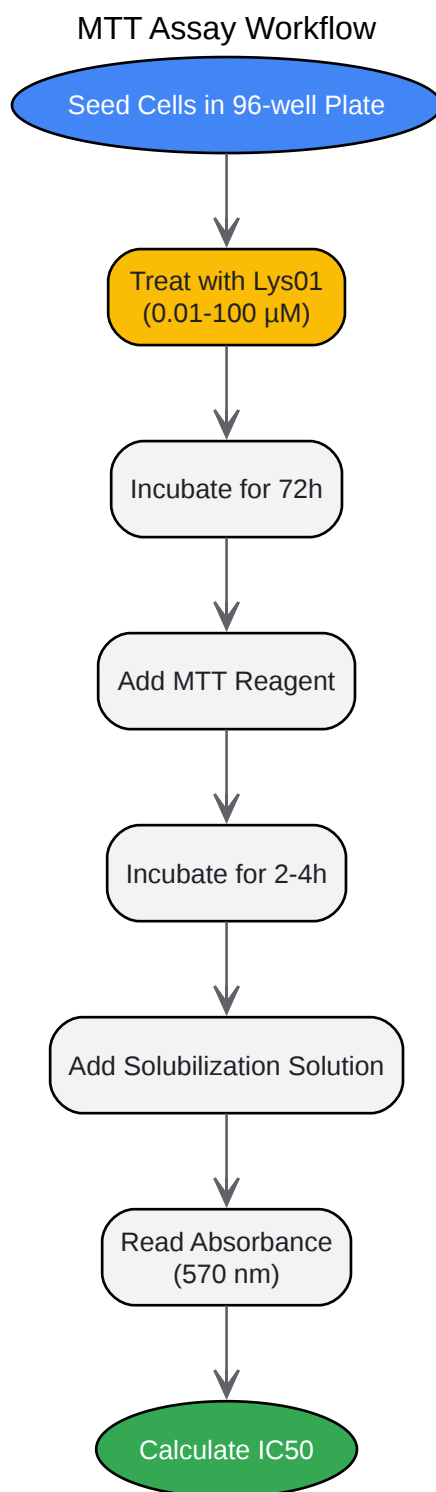 MTT Assay Workflow
Seed Cells in 96-well Plate
Treat with Lys01
(0.01-100 µM)
Incubate for 72h
Add MTT Reagent
Incubate for 2-4h
Add Solubilization Solution
Read Absorbance
(570 nm)
Calculate IC50